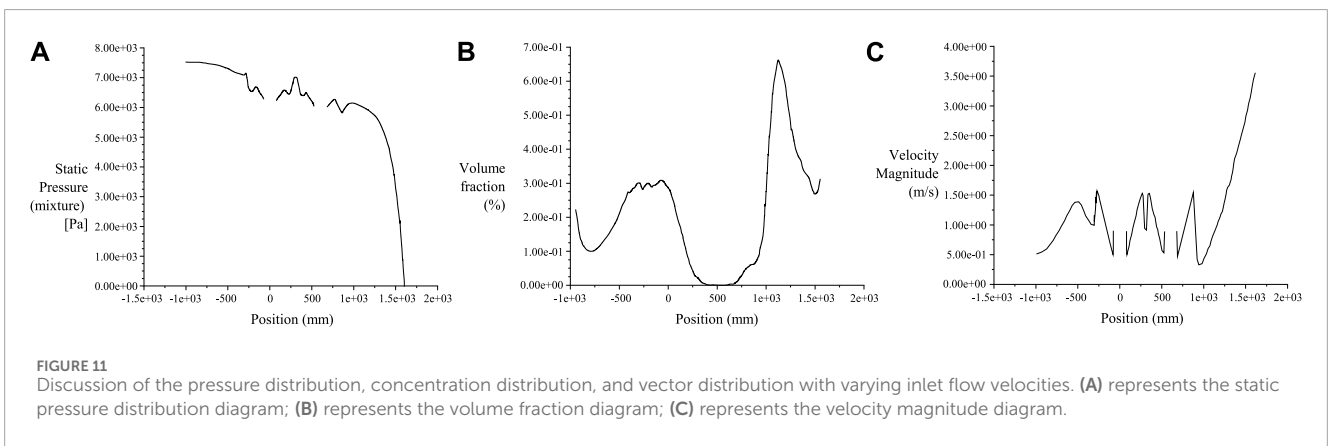 A
8.00e+03
7.00e+03
6.00e+03
5.00e+03
4.00e+03
3.00e+03
2.00e+03
1.00e+03
0.00e+00
Static
Pressure
(mixture)
[Pa]
-1.5e+03 -1e+03 -500 0 500 1e+03 1.5e+03 2e+03
Position (mm)
B
7.00e-01
6.00e-01
5.00e-01
4.00e-01
3.00e-01
2.00e-01
1.00e-01
0.00e+00
Volume
fraction
(%)
-1e+03 -500 0 500 1e+03 1.5e+03 2e+03
Position (mm)
C
4.00e+00
3.50e+00
3.00e+00
2.50e+00
2.00e+00
1.50e+00
1.00e+00
5.00e-01
0.00e+00
Velocity
Magnitude
(m/s)
-1.5e+03 -1e+03 -500 0 500 1e+03 1.5e+03 2e+03
Position (mm)
FIGURE 11
Discussion of the pressure distribution, concentration distribution, and vector distribution with varying inlet flow velocities. (A) represents the static
pressure distribution diagram; (B) represents the volume fraction diagram; (C) represents the velocity magnitude diagram.